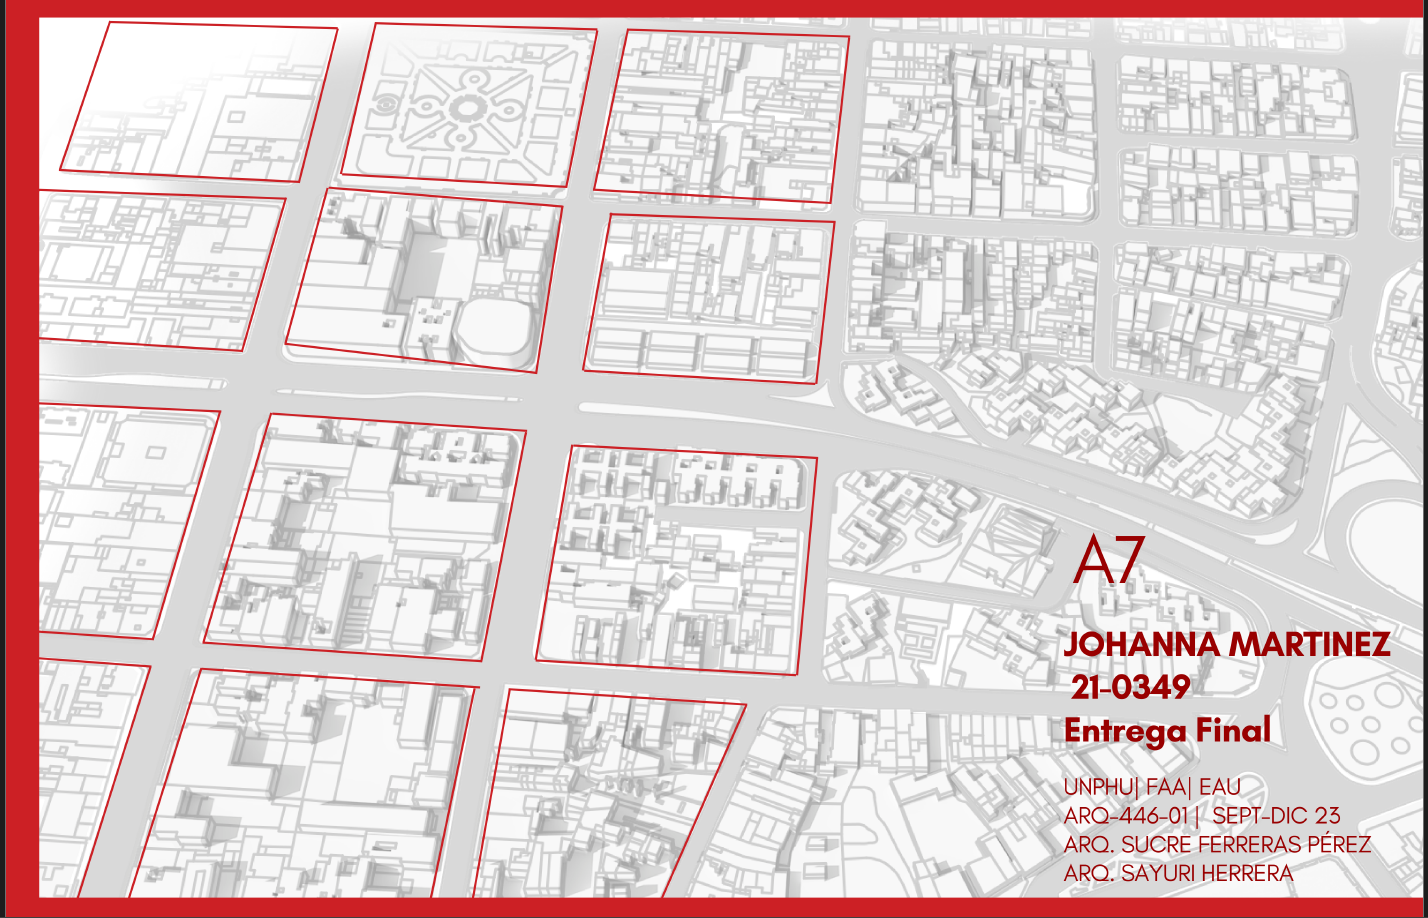 A7
JOHANNA MARTINEZ
21-0349
Entrega Final
UNPHU| FAA| EAU
ARQ-446-01| SEPT-DIC 23
ARQ. SUCRE FERRERAS PÉREZ
ARQ. SAYURI HERRERA